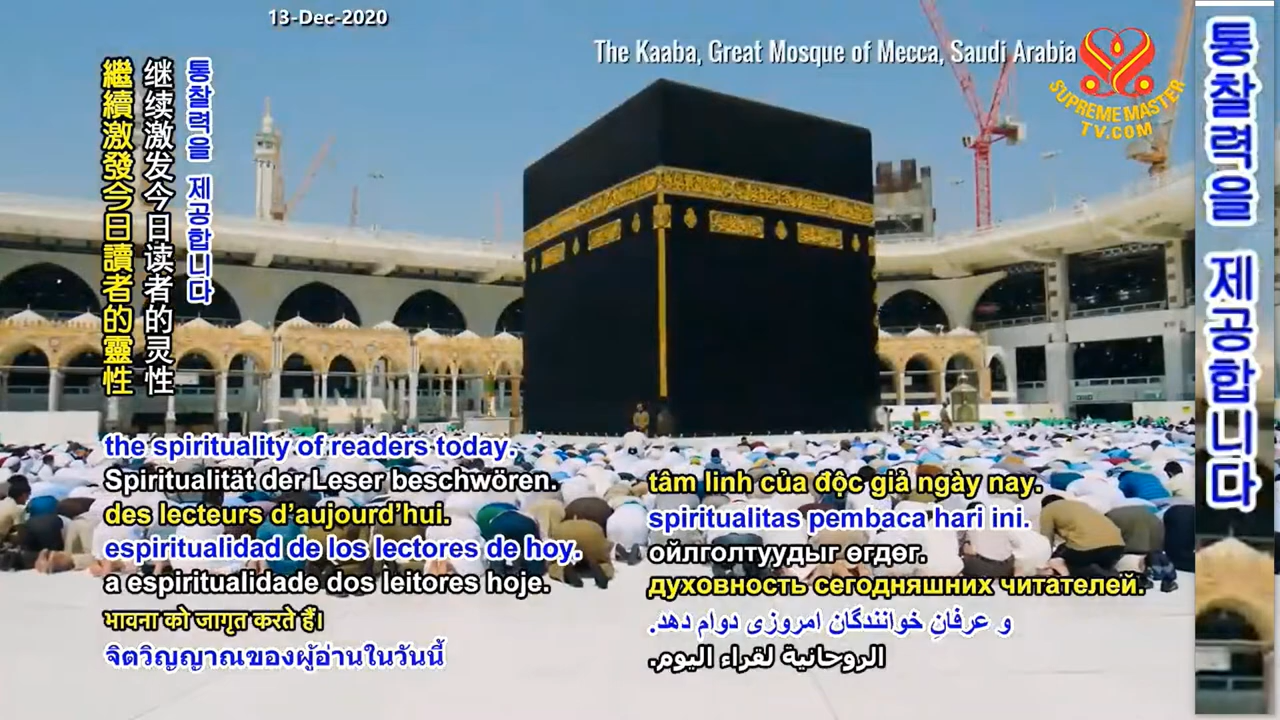 13-Dec-2020
The Kaaba, Great Mosque of Mecca, Saudi Arabia
SUPREME MASTER
TV.COM
繼續激發今日讀者的靈性
继续激发今日读者的灵性
통찰력을 제공합니다
통찰력을 제공합니다
the spirituality of readers today.
Spiritualität der Leser beschwören.
des lecteurs d’aujourd’hui.
espiritualidad de los lectores de hoy.
a espiritualidade dos leitores hoje.
भावना को जागृत करते हैं।
จิตวิญญาณของผู้อ่านในวันนี้
tâm linh của độc giả ngày nay.
spiritualitas pembaca hari ini.
ойлголтуудыг өгдөг.
духовность сегодняшних читателей.
و عرفانِ خوانندگان امروزی دوام دهد.
الروحانية لقراء اليوم.